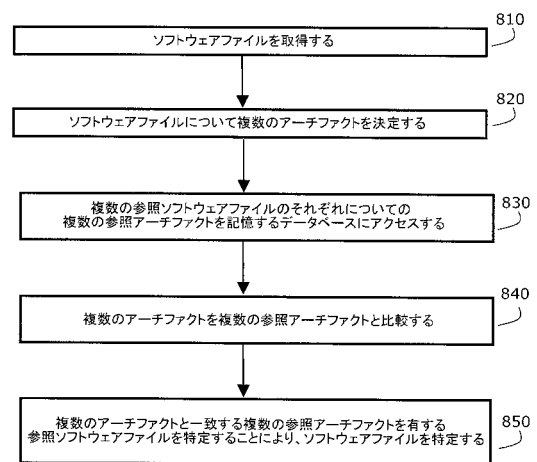 810
ソフトウェアファイルを取得する
820
ソフトウェアファイルについて複数のアーチファクトを決定する
830
複数の参照ソフトウェアファイルのそれぞれについての
複数の参照アーチファクトを記憶するデータベースにアクセスする
840
複数のアーチファクトを複数の参照アーチファクトと比較する
850
複数のアーチファクトと一致する複数の参照アーチファクトを有する
参照ソフトウェアファイルを特定することにより、ソフトウェアファイルを特定する